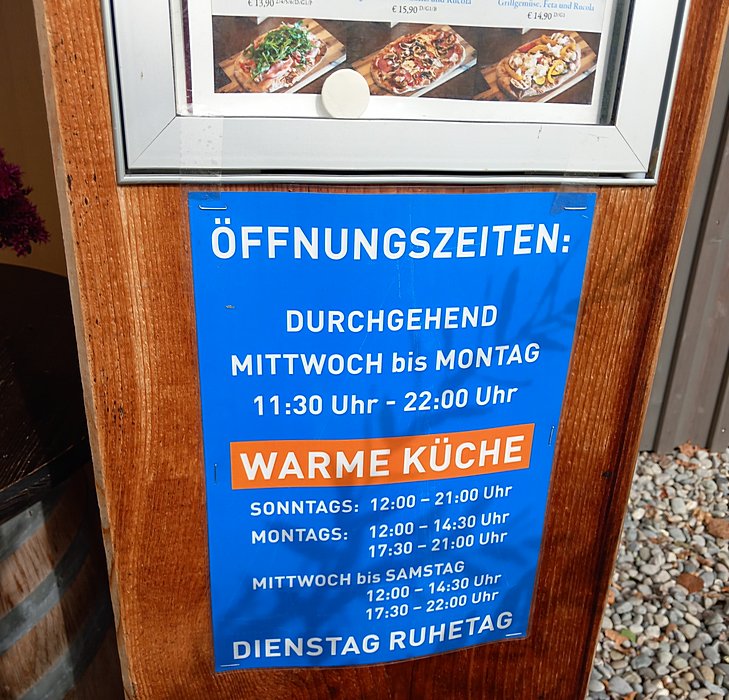 € 13,90
€ 15,90
Grillgemüse, Feta und Rucola
€ 14,90
ÖFFNUNGSZEITEN:
DURCHGEHEND
MITTWOCH bis MONTAG
11:30 Uhr - 22:00 Uhr
WARME KÜCHE
SONNTAGS: 12:00 – 21:00 Uhr
MONTAGS: 12:00 – 14:30 Uhr
17:30 – 21:00 Uhr
MITTWOCH bis SAMSTAG
12:00 – 14:30 Uhr
17:30 – 22:00 Uhr
DIENSTAG RUHETAG